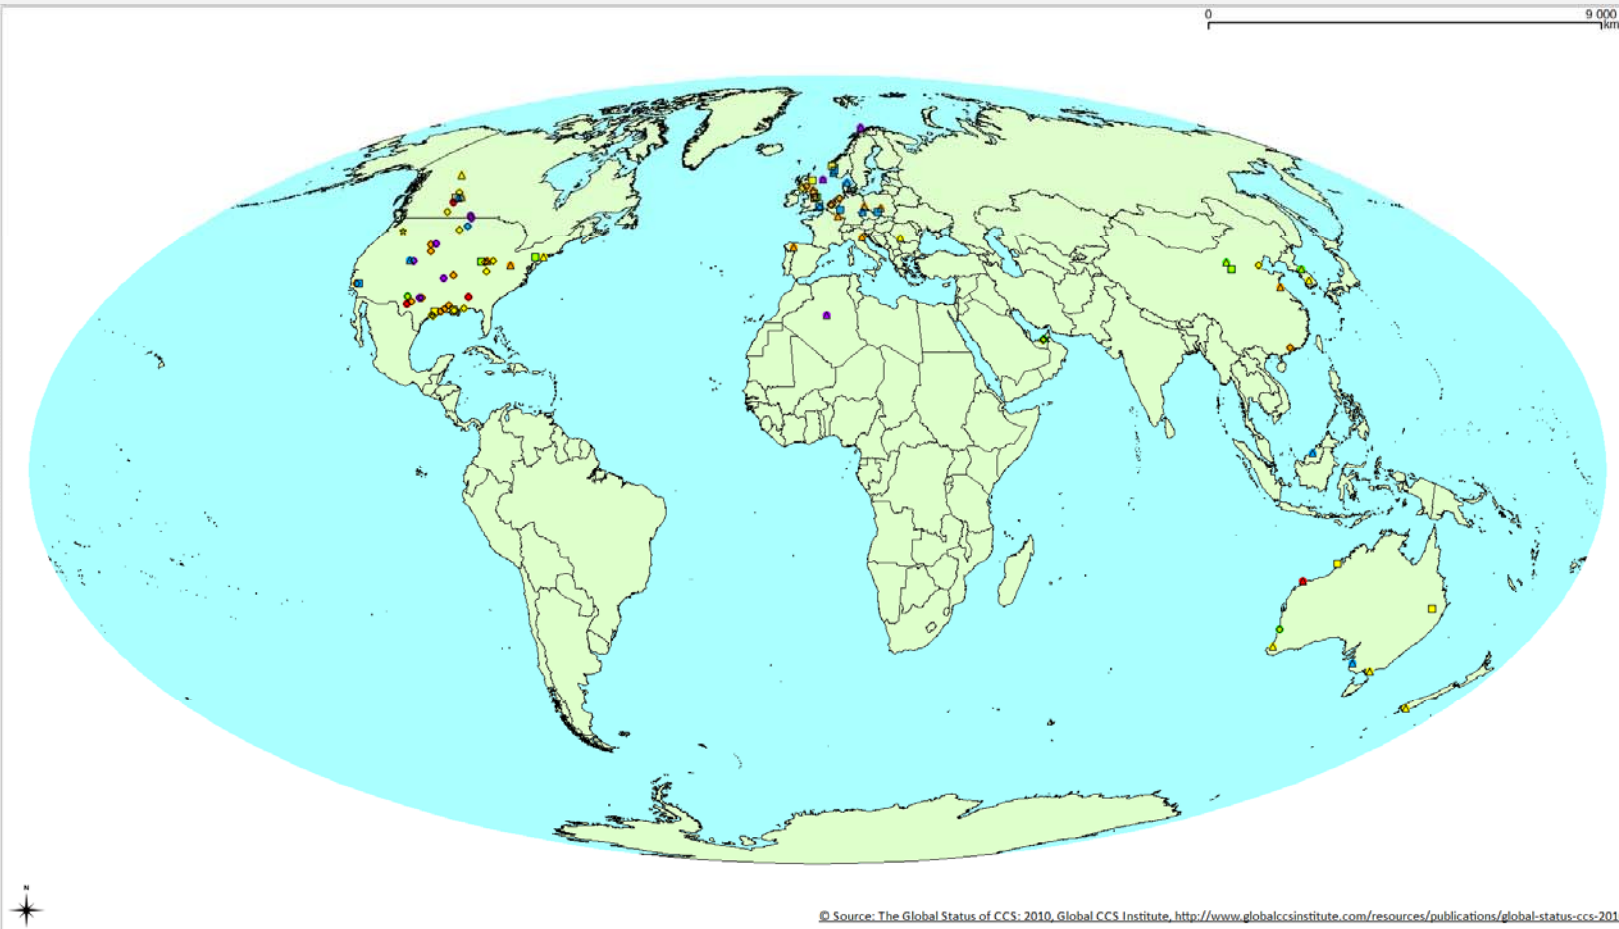 0 9 000
km
N
© Source: The Global Status of CCS: 2010, Global CCS Institute, http://www.globalccsinstitute.com/resources/publications/global-status-ccs-201